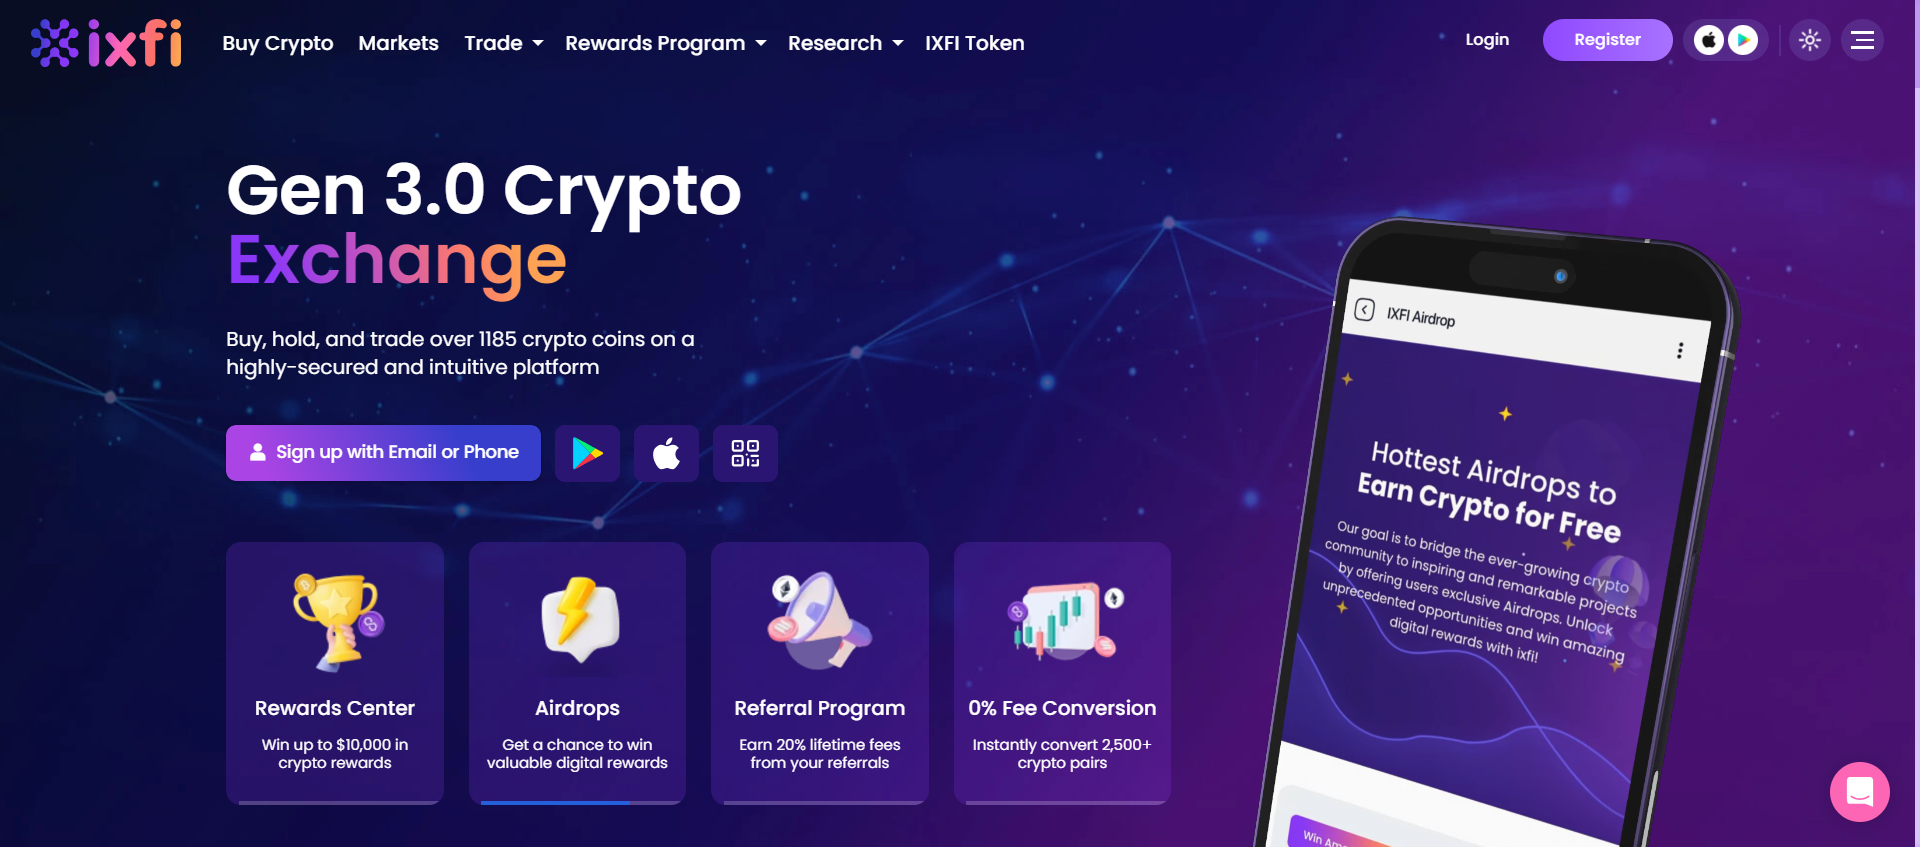 ixfi
Buy Crypto
Markets
Trade
Rewards Program
Research
IXFI Token
Login
Register
Gen 3.0 Crypto
Exchange
Buy, hold, and trade over 1185 crypto coins on a
highly-secured and intuitive platform
Sign up with Email or Phone
Rewards Center
Win up to $10,000 in
crypto rewards
Airdrops
Get a chance to win
valuable digital rewards
Referral Program
Earn 20% lifetime fees
from your referrals
0% Fee Conversion
Instantly convert 2,500+
crypto pairs
IXFI Airdrop
Hottest Airdrops to
Earn Crypto for Free
Our goal is to bridge the ever-growing crypto
community to inspiring and remarkable projects
by offering users exclusive Airdrops. Unlock
unprecedented opportunities and win amazing
digital rewards with ixfi!
Win